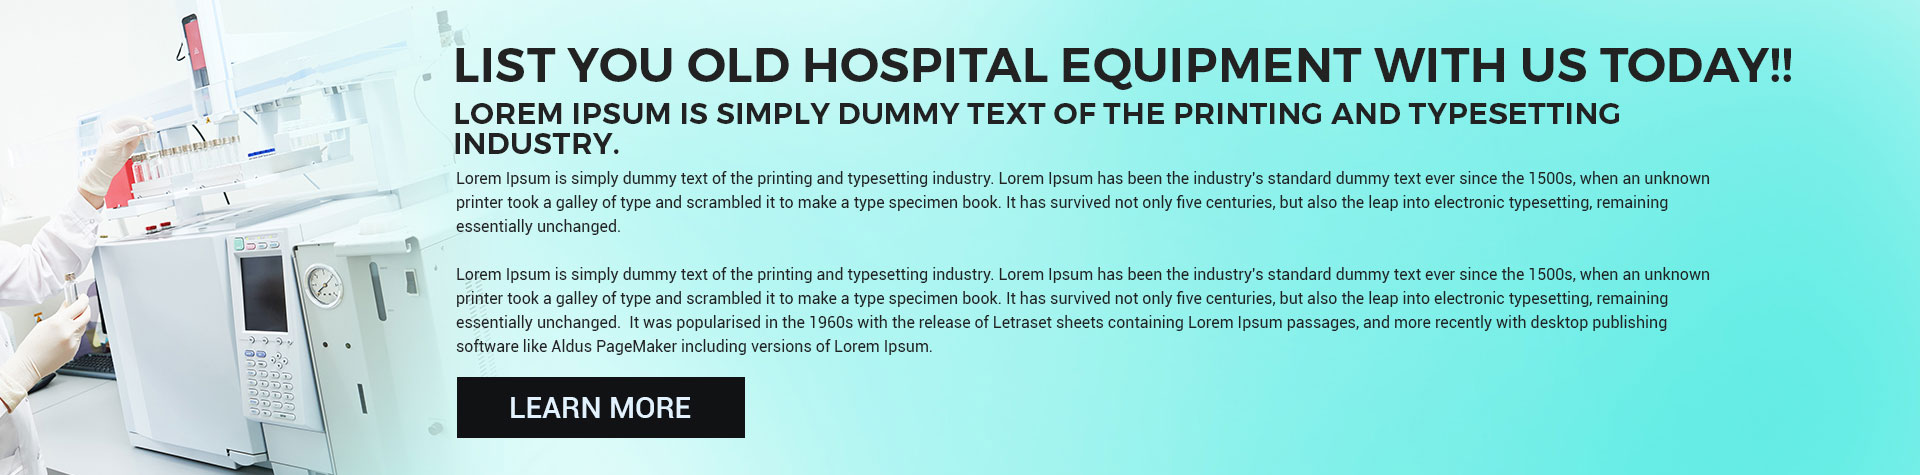 LIST YOU OLD HOSPITAL EQUIPMENT WITH US TODAY!!
LOREM IPSUM IS SIMPLY DUMMY TEXT OF THE PRINTING AND TYPESETTING
INDUSTRY.
Lorem Ipsum is simply dummy text of the printing and typesetting industry. Lorem Ipsum has been the industry's standard dummy text ever since the 1500s, when an unknown
printer took a galley of type and scrambled it to make a type specimen book. It has survived not only five centuries, but also the leap into electronic typesetting, remaining
essentially unchanged.
Lorem Ipsum is simply dummy text of the printing and typesetting industry. Lorem Ipsum has been the industry's standard dummy text ever since the 1500s, when an unknown
printer took a galley of type and scrambled it to make a type specimen book. It has survived not only five centuries, but also the leap into electronic typesetting, remaining
essentially unchanged.  It was popularised in the 1960s with the release of Letraset sheets containing Lorem Ipsum passages, and more recently with desktop publishing
software like Aldus PageMaker including versions of Lorem Ipsum.
LEARN MORE